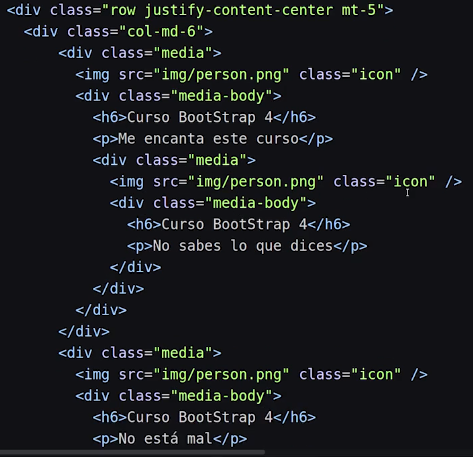 <div class="row justify-content-center mt-5">
<div class="col-md-6">
<div class="media">
<img src="img/person.png" class="icon" />
<div class="media-body">
<h6>Curso BootStrap 4</h6>
<p>Me encanta este curso</p>
<div class="media">
<img src="img/person.png" class="icon" />
<div class="media-body">
<h6>Curso BootStrap 4</h6>
<p>No sabes lo que dices</p>
</div>
</div>
</div>
</div>
<div class="media">
<img src="img/person.png" class="icon" />
<div class="media-body">
<h6>Curso BootStrap 4</h6>
<p>No está mal</p>